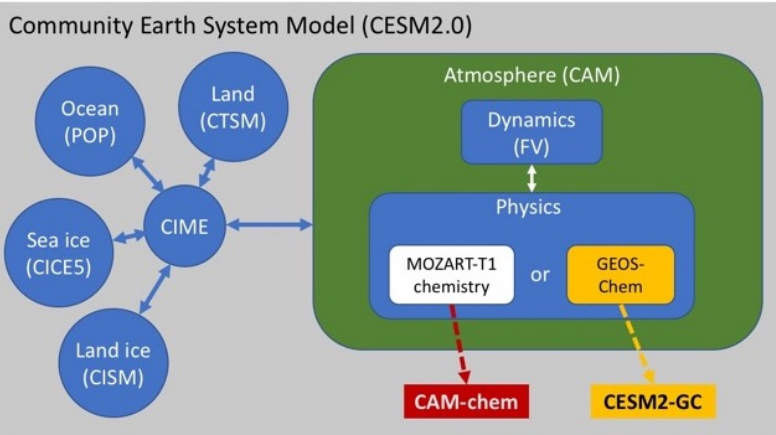 Community Earth System Model (CESM2.0)
Ocean
(POP)
Land
(CTSM)
Sea ice
(CICE5)
CIME
Land ice
(CISM)
Atmosphere (CAM)
Dynamics
(FV)
Physics
MOZART-T1
chemistry
or
GEOS-
Chem
CAM-chem
CESM2-GC